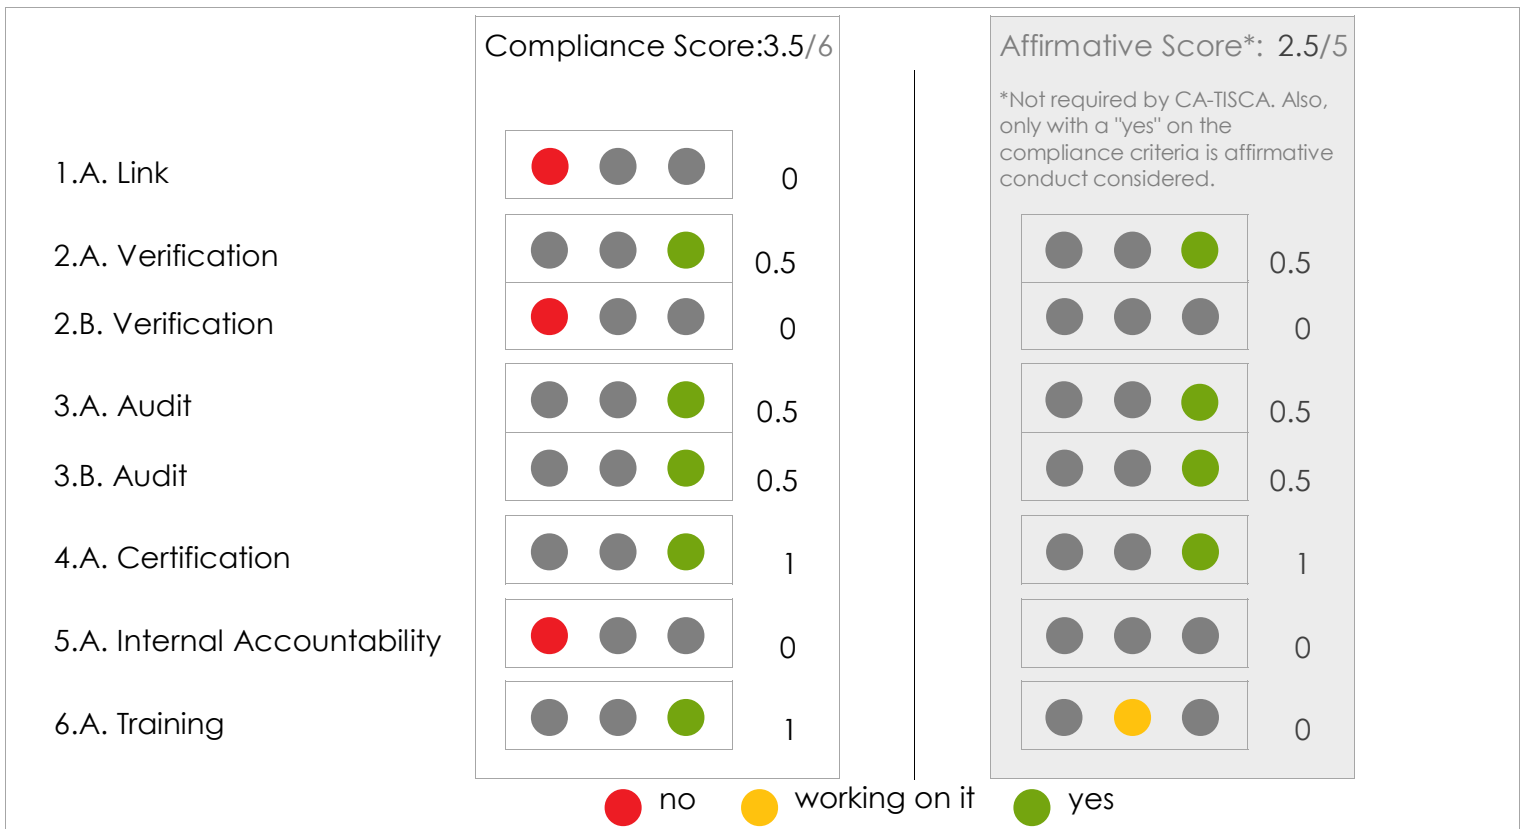 Compliance Score:3.5/6
Affirmative Score*: 2.5/5
*Not required by CA-TISCA. Also,
only with a "yes" on the
compliance criteria is affirmative
conduct considered.
1.A. Link 0
2.A. Verification 0.5 0.5
2.B. Verification 0 0
3.A. Audit 0.5 0.5
3.B. Audit 0.5 0.5
4.A. Certification 1 1
5.A. Internal Accountability 0 0
6.A. Training 1 0
no working on it yes